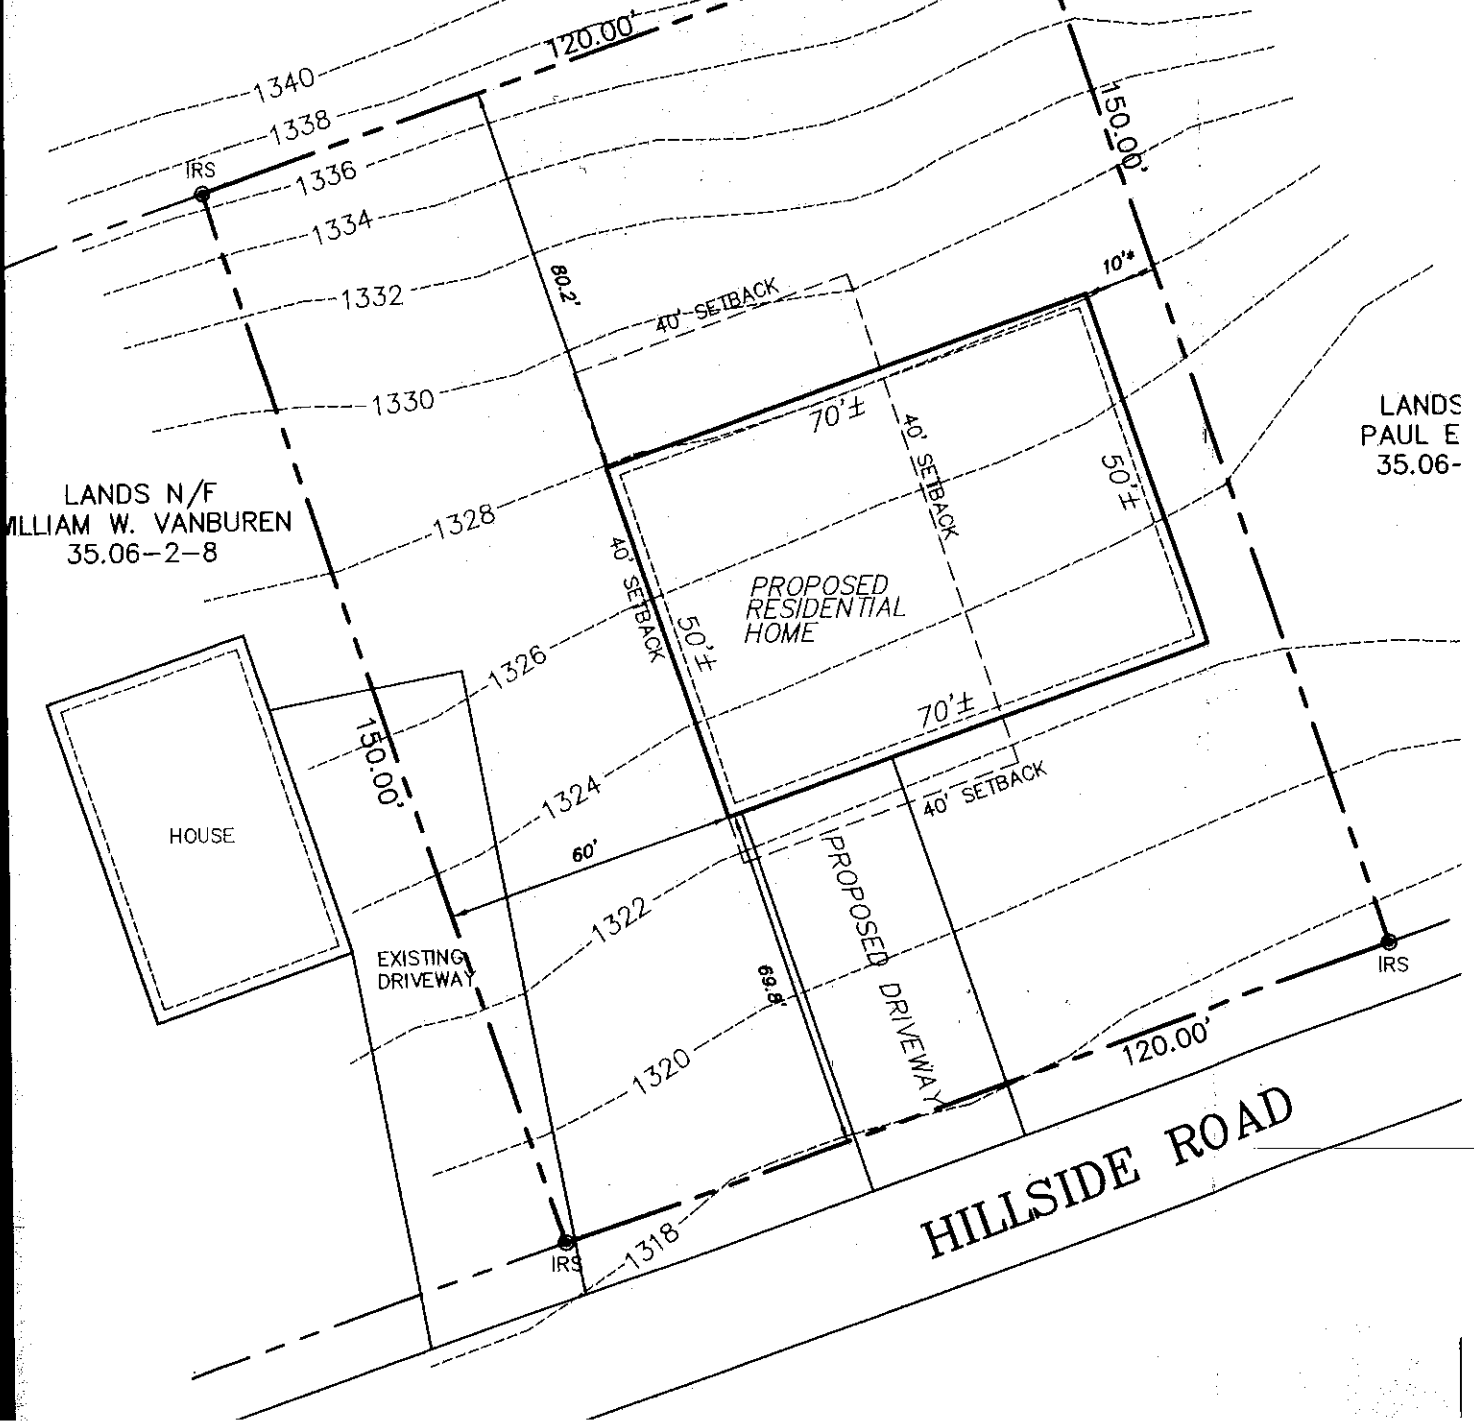 120.00'
1340
1338
IRS
1336
150.00'
1334
10'*
80.2'
1332
40' SETBACK
1330
70'±
LANDS
PAUL E
35.06-
40' SETBACK
50'±
LANDS N/F
WILLIAM W. VANBUREN
35.06-2-8
1328
40' SETBACK
PROPOSED
RESIDENTIAL
HOME
50'±
1326
70'±
150.00'
40' SETBACK
1324
HOUSE
60'
PROPOSED DRIVEWAY
1322
EXISTING
DRIVEWAY
69.8'
IRS
1320
120.00'
HILLSIDE ROAD
1318
IRS